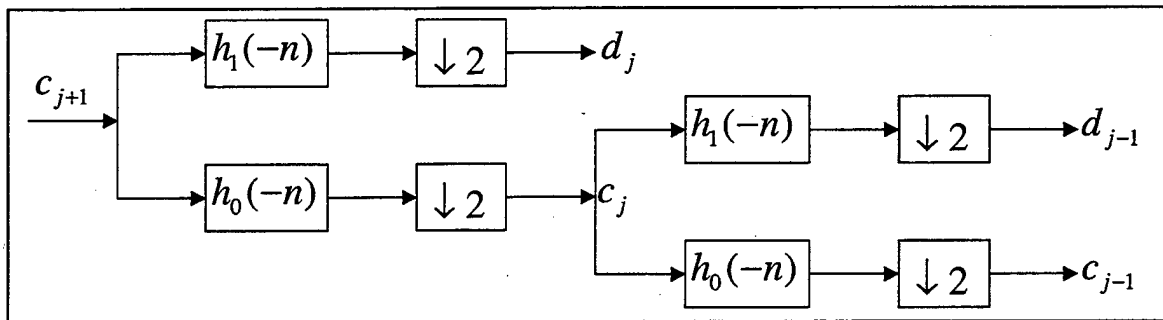 h₁(−n) ↓2 d_j
c_{j+1}
h₁(−n) ↓2 d_{j−1}
h₀(−n) ↓2 c_j
h₀(−n) ↓2 c_{j−1}